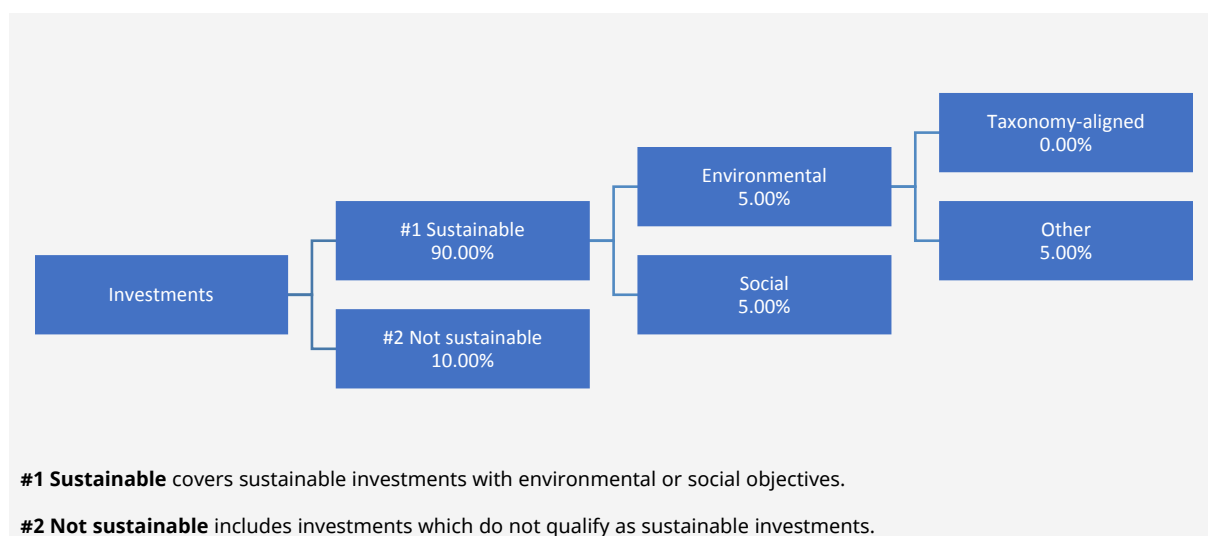 Investments
#1 Sustainable
90.00%
#2 Not sustainable
10.00%
Environmental
5.00%
Social
5.00%
Taxonomy-aligned
0.00%
Other
5.00%
#1 Sustainable covers sustainable investments with environmental or social objectives.
#2 Not sustainable includes investments which do not qualify as sustainable investments.